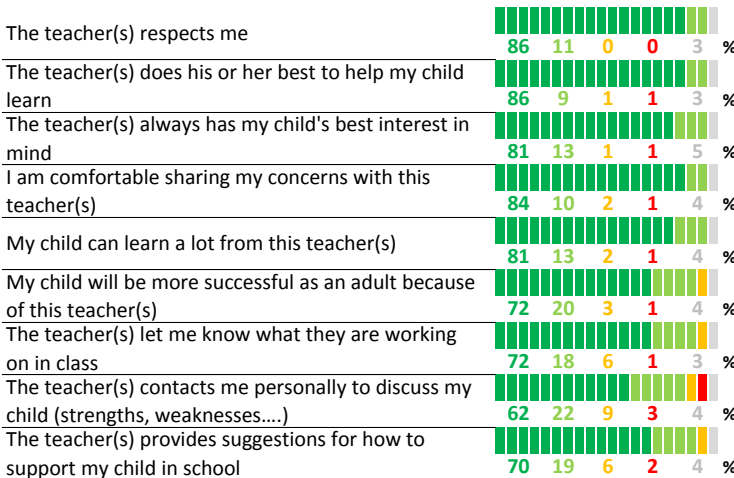 The teacher(s) respects me
86 11 0 0 3 %
The teacher(s) does his or her best to help my child
learn
86 9 1 1 3 %
The teacher(s) always has my child's best interest in
mind
81 13 1 1 5 %
I am comfortable sharing my concerns with this
teacher(s)
84 10 2 1 4 %
My child can learn a lot from this teacher(s)
81 13 2 1 4 %
My child will be more successful as an adult because
of this teacher(s)
72 20 3 1 4 %
The teacher(s) let me know what they are working
on in class
72 18 6 1 3 %
The teacher(s) contacts me personally to discuss my
child (strengths, weaknesses....)
62 22 9 3 4 %
The teacher(s) provides suggestions for how to
support my child in school
70 19 6 2 4 %